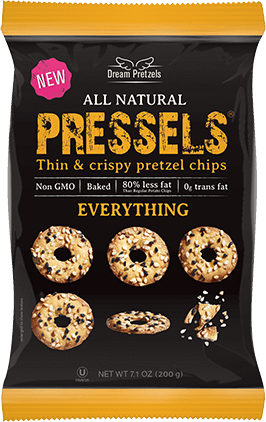 NEW
Dream Pretzels
ALL NATURAL
PRESSELS®
Thin & crispy pretzel chips
Non GMO | Baked | 80% less fat | 0g trans fat
Than Regular Potato Chips
EVERYTHING
U
NET WT 7.1 OZ (200 g)